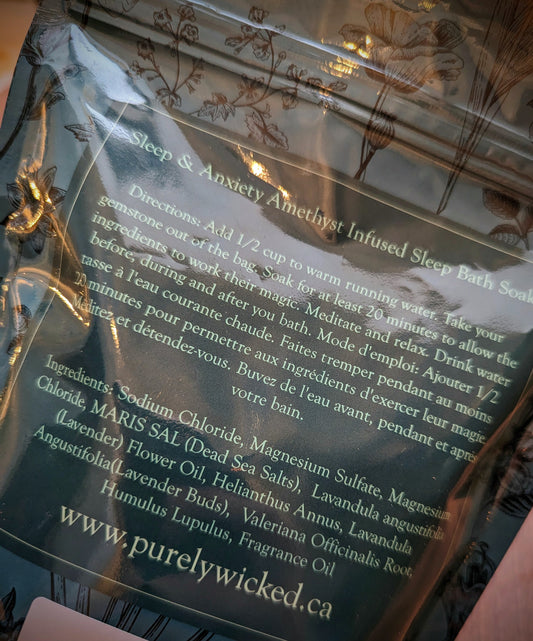 Sleep & Anxiety Amethyst Infused Sleep Bath Soak
Directions: Add 1/2 cup to warm running water. Take your
gemstone out of the bag. Soak for at least 20 minutes to allow the
ingredients to work their magic. Meditate and relax. Drink water
before, during and after you bath. Mode d'emploi: Ajouter 1/2
tasse à l'eau courante chaude. Faites tremper pendant au moins
20 minutes pour permettre aux ingrédients d'exercer leur magie.
Méditez et détendez-vous. Buvez de l'eau avant, pendant et après
votre bain.
Ingredients: Sodium Chloride, Magnesium Sulfate, Magnesium
Chloride, MARIS SAL (Dead Sea Salts), Lavandula angustifolia
(Lavender) Flower Oil, Helianthus Annus, Lavandula
Angustifolia(Lavender Buds), Valeriana Officinalis Root,
Humulus Lupulus, Fragrance Oil
www.purelywicked.ca